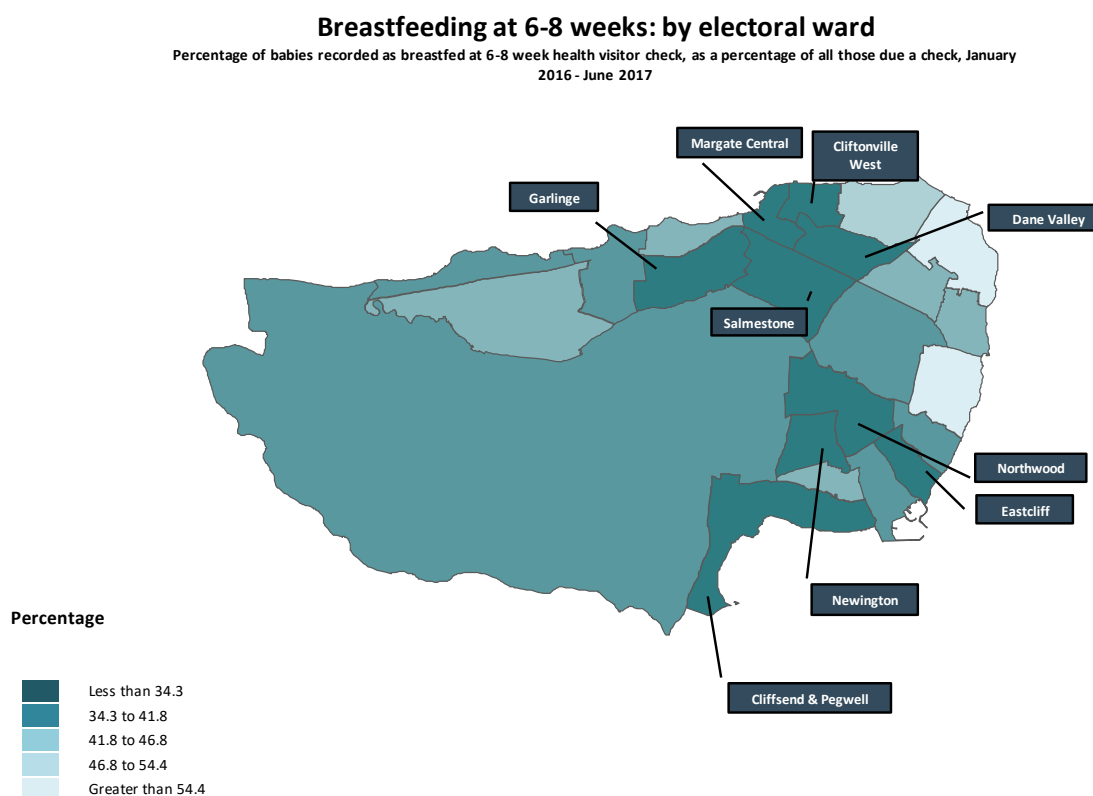 Breastfeeding at 6-8 weeks: by electoral ward
Percentage of babies recorded as breastfed at 6-8 week health visitor check, as a percentage of all those due a check, January
2016 - June 2017
Margate Central
Cliftonville
West
Garlinge
Dane Valley
Salmestone
Northwood
Eastcliff
Newington
Cliffsend & Pegwell
Percentage
Less than 34.3
34.3 to 41.8
41.8 to 46.8
46.8 to 54.4
Greater than 54.4